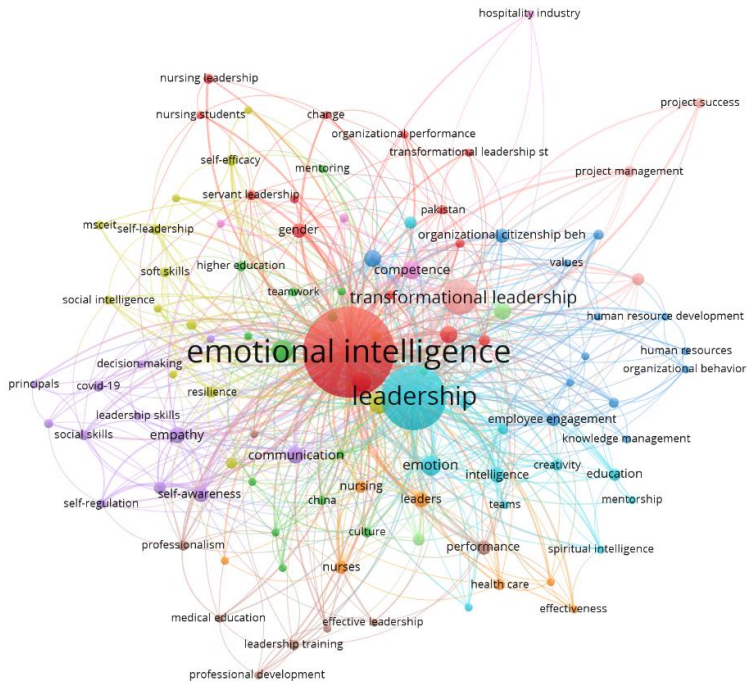 hospitality industry
nursing leadership
project success
nursing students
change
organizational performance
transformational leadership st
self-efficacy
mentoring
project management
servant leadership
pakistan
msceit
self-leadership
gender
organizational citizenship beh
soft skills
higher education
competence
values
teamwork
social intelligence
transformational leadership
human resource development
emotional intelligence
human resources
decision-making
organizational behavior
principals
covid-19
resilience
leadership
leadership skills
employee engagement
social skills
empathy
knowledge management
communication
emotion
intelligence
creativity
education
self-regulation
self-awareness
nursing
china
leaders
teams
mentorship
culture
professionalism
performance
spiritual intelligence
nurses
health care
effectiveness
medical education
effective leadership
leadership training
professional development